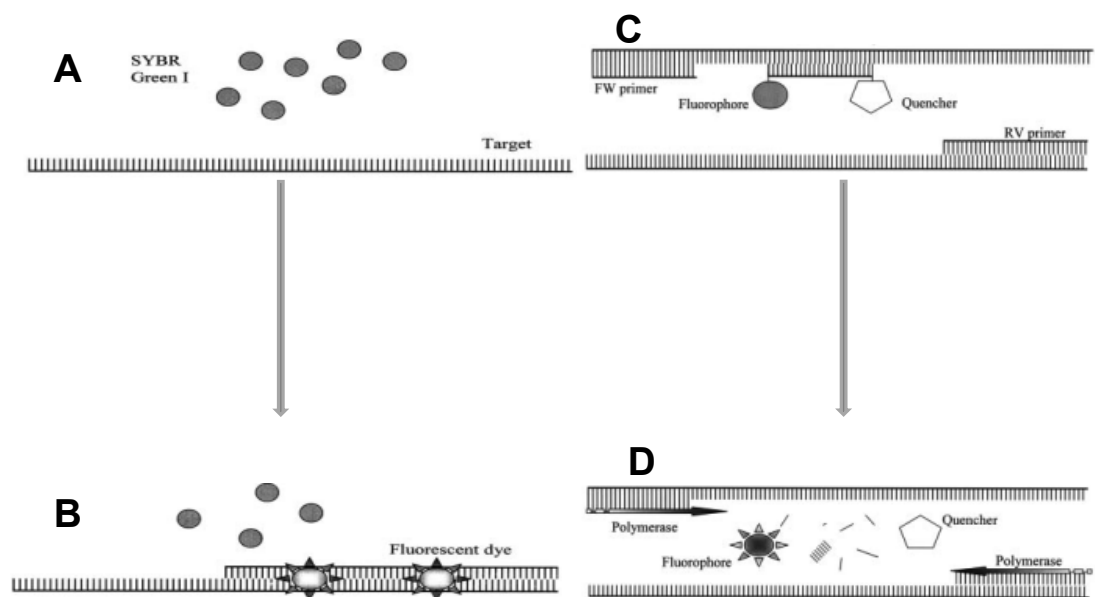 A
SYBR
Green I
Target
C
FW primer
Fluorophore
Quencher
RV primer
B
Fluorescent dye
D
Polymerase
Quencher
Fluorophore
Polymerase